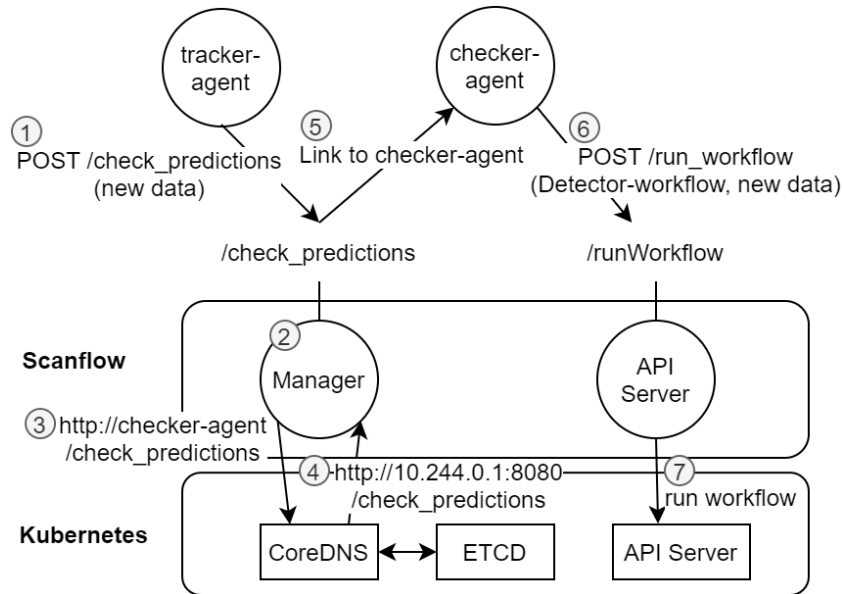 tracker-
agent
checker-
agent
1
POST /check_predictions
(new data)
5
Link to checker-agent
6
POST /run_workflow
(Detector-workflow, new data)
/check_predictions
/runWorkflow
Scanflow
2
Manager
API
Server
3 http://checker-agent
/check_predictions
4 http://10.244.0.1:8080
/check_predictions
7
run workflow
Kubernetes
CoreDNS
ETCD
API Server